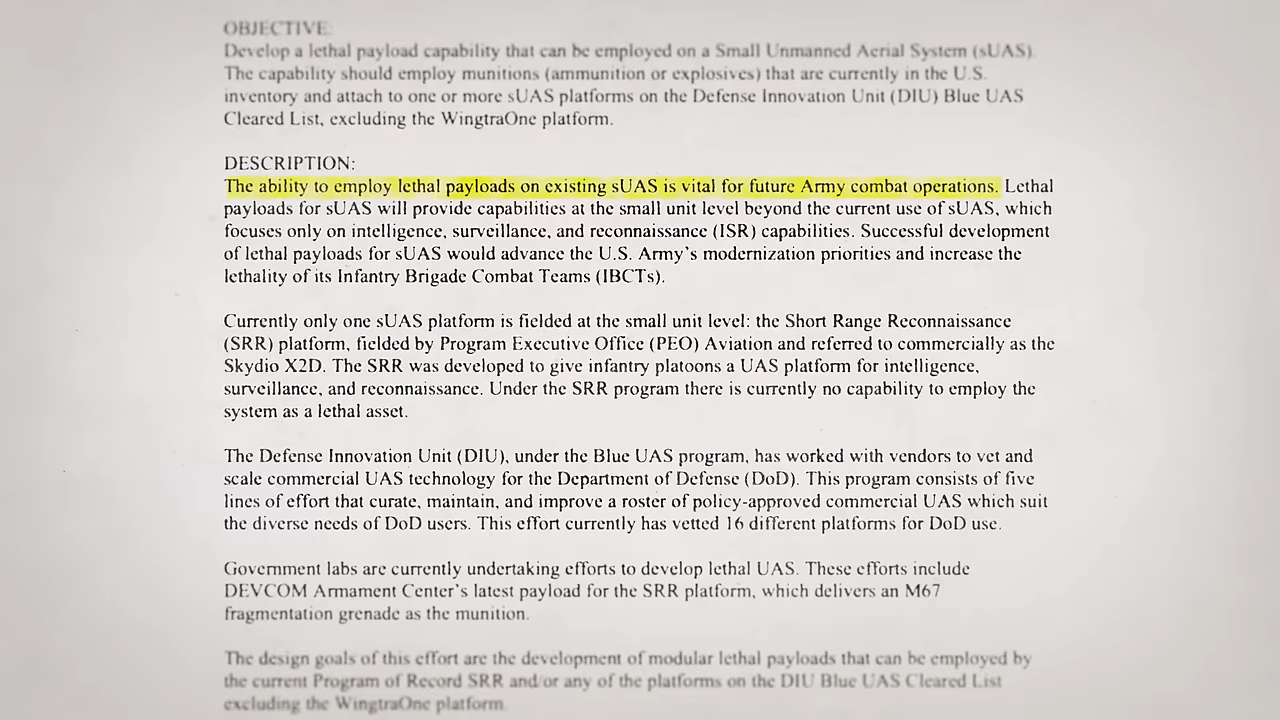 OBJECTIVE:
Develop a lethal payload capability that can be employed on a Small Unmanned Aerial System (sUAS).
The capability should employ munitions (ammunition or explosives) that are currently in the U.S.
inventory and attach to one or more sUAS platforms on the Defense Innovation Unit (DIU) Blue UAS
Cleared List, excluding the WingtraOne platform.
DESCRIPTION:
The ability to employ lethal payloads on existing sUAS is vital for future Army combat operations. Lethal
payloads for sUAS will provide capabilities at the small unit level beyond the current use of sUAS, which
focuses only on intelligence, surveillance, and reconnaissance (ISR) capabilities. Successful development
of lethal payloads for sUAS would advance the U.S. Army's modernization priorities and increase the
lethality of its Infantry Brigade Combat Teams (IBCTs).
Currently only one sUAS platform is fielded at the small unit level: the Short Range Reconnaissance
(SRR) platform, fielded by Program Executive Office (PEO) Aviation and referred to commercially as the
Skydio X2D. The SRR was developed to give infantry platoons a UAS platform for intelligence,
surveillance, and reconnaissance. Under the SRR program there is currently no capability to employ the
system as a lethal asset.
The Defense Innovation Unit (DIU), under the Blue UAS program, has worked with vendors to vet and
scale commercial UAS technology for the Department of Defense (DoD). This program consists of five
lines of effort that curate, maintain, and improve a roster of policy-approved commercial UAS which suit
the diverse needs of DoD users. This effort currently has vetted 16 different platforms for DoD use.
Government labs are currently undertaking efforts to develop lethal UAS. These efforts include
DEVCOM Armament Center's latest payload for the SRR platform, which delivers an M67
fragmentation grenade as the munition.
The design goals of this effort are the development of modular lethal payloads that can be employed by
the current Program of Record SRR and/or any of the platforms on the DIU Blue UAS Cleared List
excluding the WingtraOne platform.